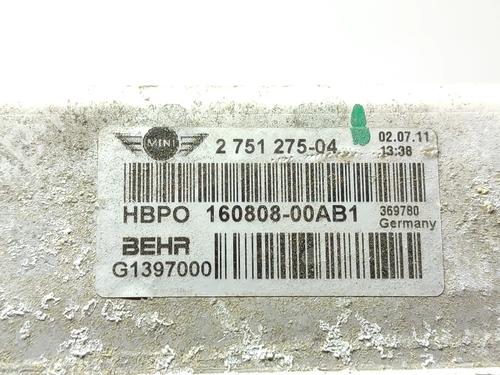 MINI
2 751 275-04
02.07.11
13:38
HBPO 160808-00AB1
369780
Germany
BEHR
G1397000